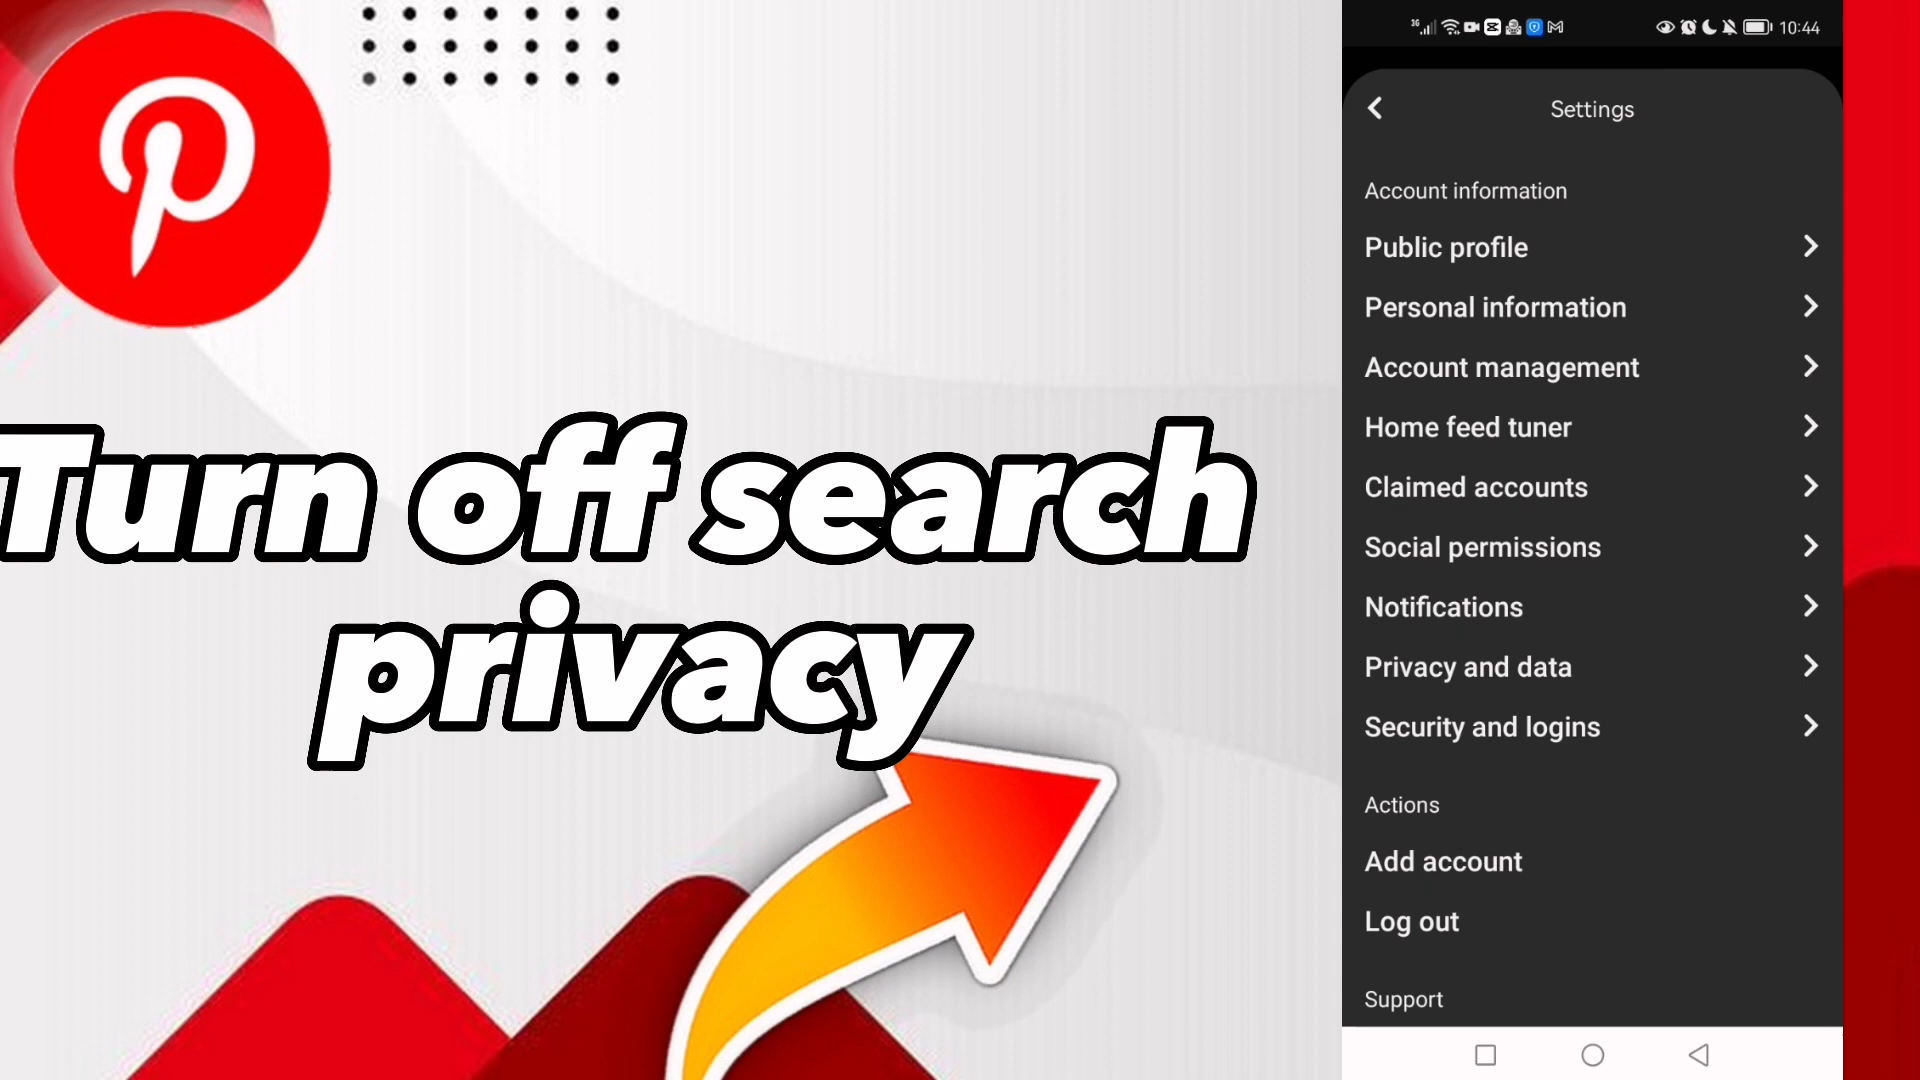 Turn off search
privacy
3G
10:44
Settings
Account information
Public profile
Personal information
Account management
Home feed tuner
Claimed accounts
Social permissions
Notifications
Privacy and data
Security and logins
Actions
Add account
Log out
Support